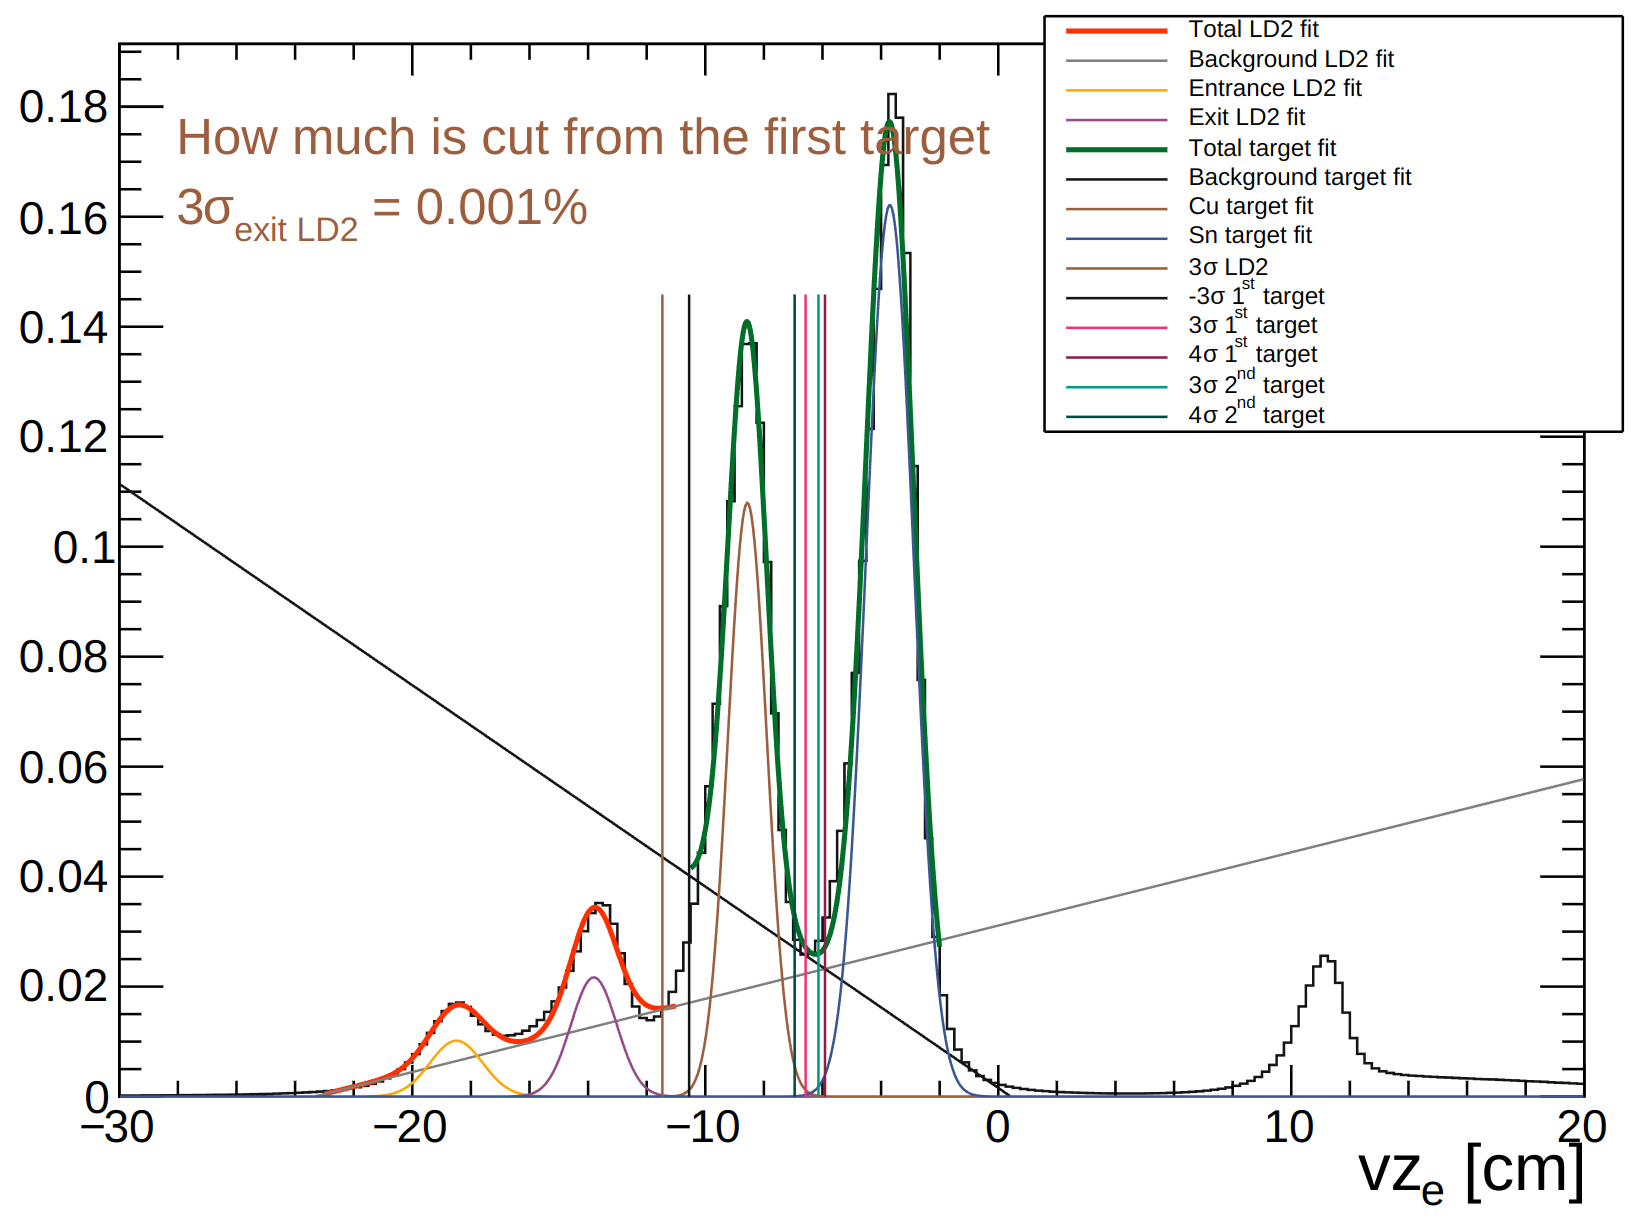 Total LD2 fit
Background LD2 fit
Entrance LD2 fit
Exit LD2 fit
Total target fit
Background target fit
Cu target fit
Sn target fit
3σ LD2
-3σ 1st target
3σ 1st target
4σ 1st target
3σ 2nd target
4σ 2nd target
How much is cut from the first target
3σexit LD2 = 0.001%
0.18
0.16
0.14
0.12
0.1
0.08
0.06
0.04
0.02
0
−30 −20 −10 0 10 20
vze [cm]